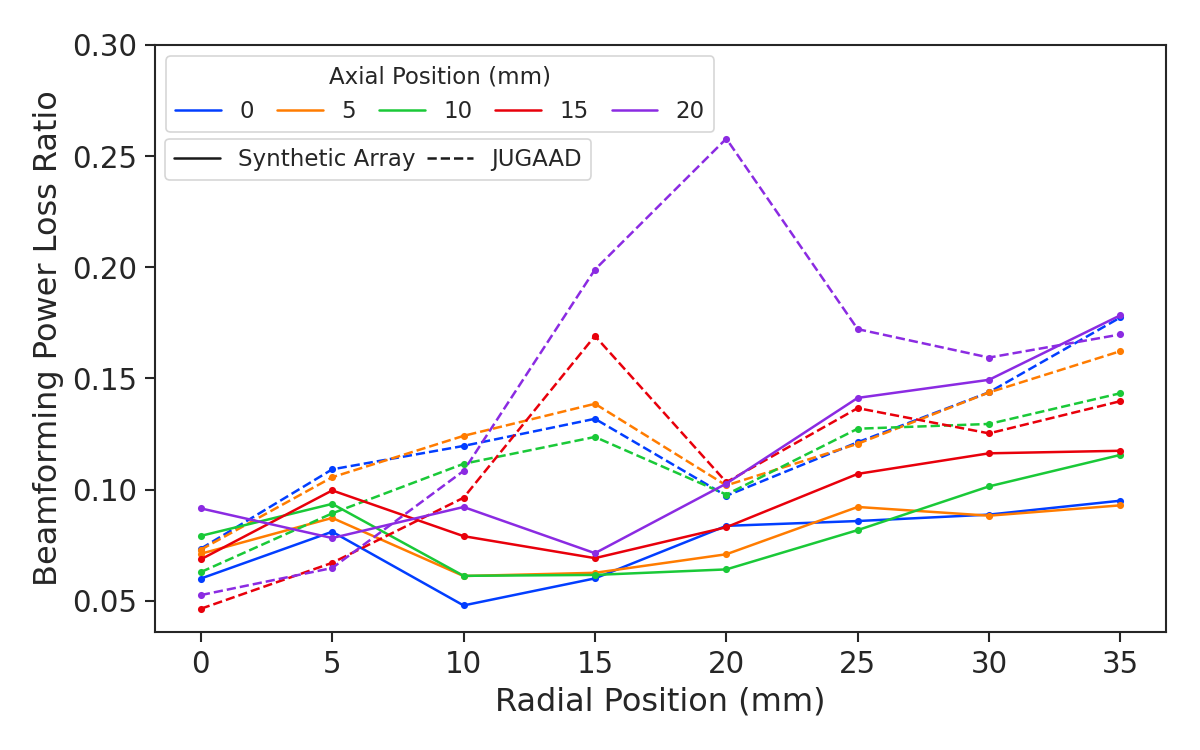 Beamforming Power Loss Ratio
0.30
0.25
0.20
0.15
0.10
0.05
Axial Position (mm)
0 5 10 15 20
Synthetic Array JUGAAD
0 5 10 15 20 25 30 35
Radial Position (mm)